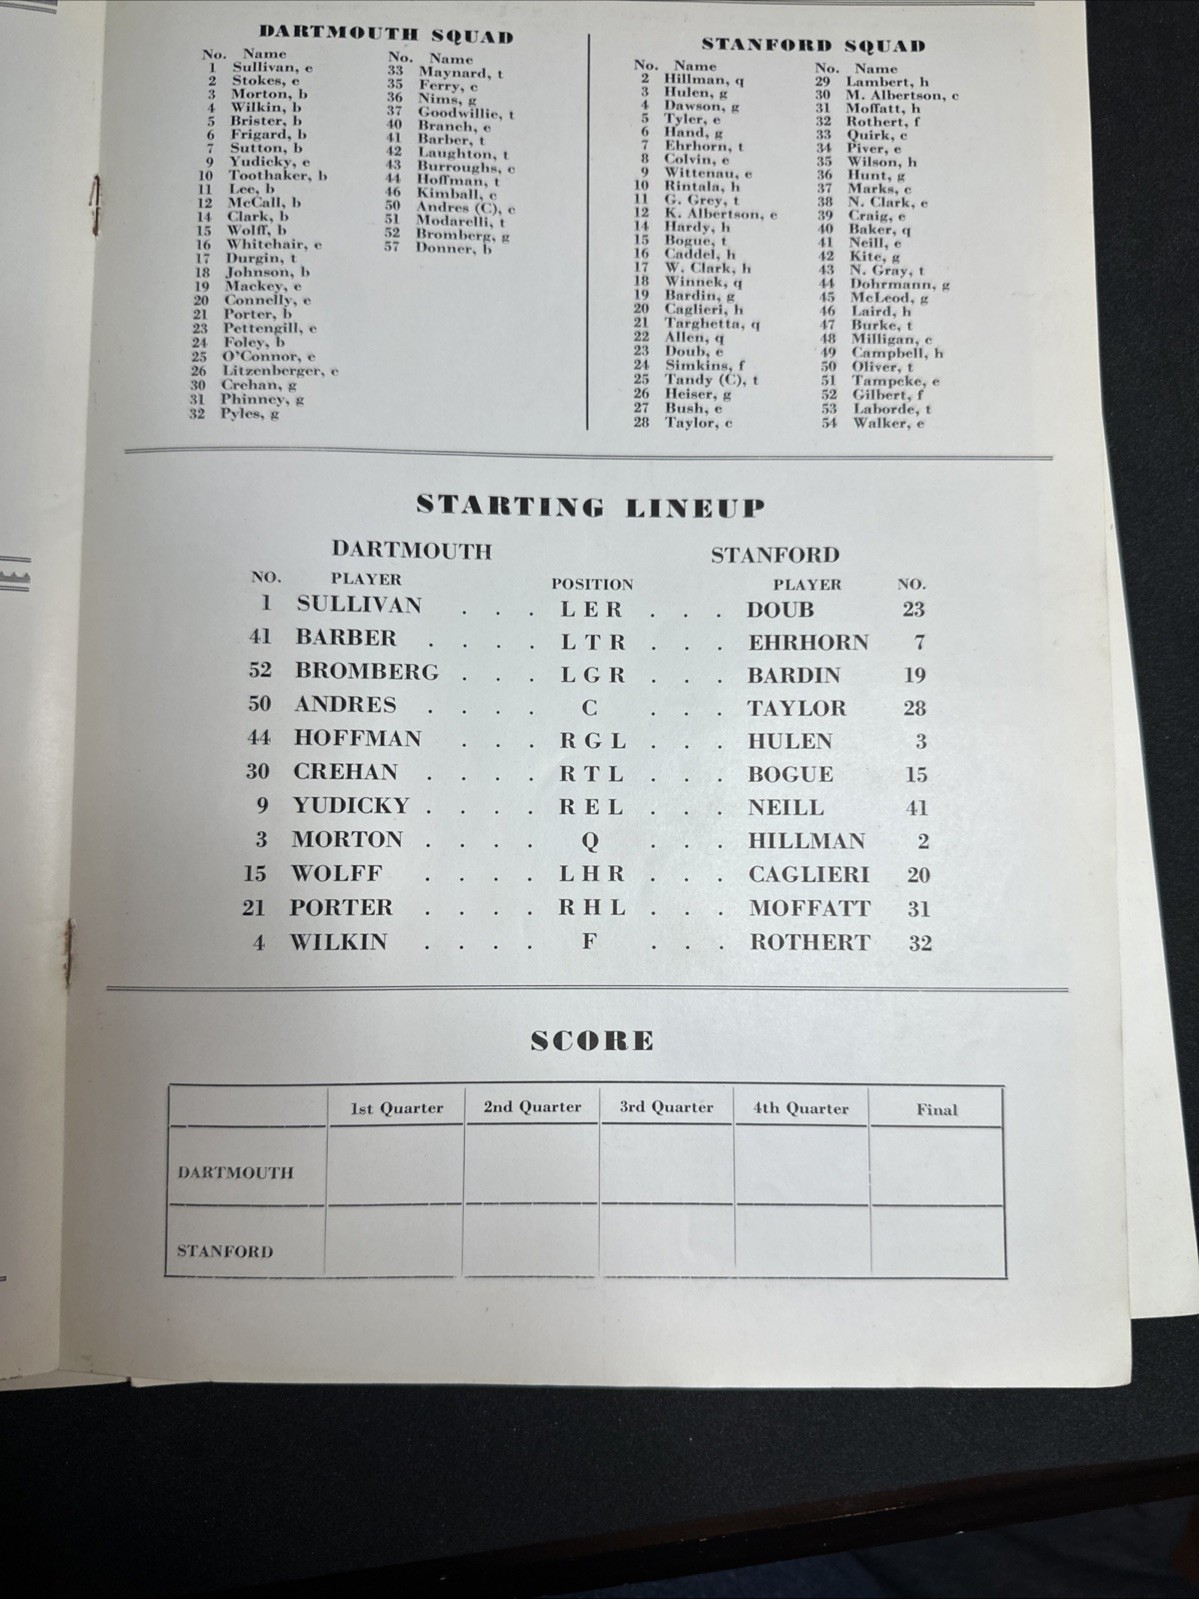 DARTMOUTH SQUAD
No. Name
1 Sullivan, e
2 Stokes, e
3 Morton, b
4 Wilkin, b
5 Brister, b
6 Frigard, b
7 Sutton, b
9 Yudicky, e
10 Toothaker, b
11 Lee, b
12 McCall, b
14 Clark, b
15 Wolff, b
16 Whitehair, e
17 Durgin, t
18 Johnson, b
19 Mackey, e
20 Connelly, e
21 Porter, b
23 Pettengill, e
24 Foley, b
25 O'Connor, e
26 Litzenberger, e
30 Crehan, g
31 Phinney, g
32 Pyles, g
No. Name
33 Maynard, t
35 Ferry, c
36 Nims, g
37 Goodwillie, t
40 Branch, e
41 Barber, t
42 Laughton, t
43 Burroughs, c
44 Hoffman, t
46 Kimball, c
50 Andres (C), c
51 Modarelli, t
52 Bromberg, g
57 Donner, b
STANFORD SQUAD
No. Name
2 Hillman, q
3 Hulen, g
4 Dawson, g
5 Tyler, e
6 Hand, g
7 Ehrhorn, t
8 Colvin, e
9 Wittenau, e
10 Rintala, h
11 G. Grey, t
12 K. Albertson, e
14 Hardy, h
15 Bogue, t
16 Caddel, h
17 W. Clark, h
18 Winnek, q
19 Bardin, g
20 Caglieri, h
21 Targhetta, q
22 Allen, q
23 Doub, e
24 Simkins, f
25 Tandy (C), t
26 Heiser, g
27 Bush, e
28 Taylor, c
No. Name
29 Lambert, h
30 M. Albertson, c
31 Moffatt, h
32 Rothert, f
33 Quirk, c
34 Piver, e
35 Wilson, h
36 Hunt, g
37 Marks, c
38 N. Clark, e
39 Craig, e
40 Baker, q
41 Neill, e
42 Kite, g
43 N. Gray, t
44 Dohrmann, g
45 McLeod, g
46 Laird, h
47 Burke, t
48 Milligan, c
49 Campbell, h
50 Oliver, t
51 Tampcke, e
52 Gilbert, f
53 Laborde, t
54 Walker, e
STARTING LINEUP
DARTMOUTH STANFORD
NO. PLAYER POSITION PLAYER NO.
1 SULLIVAN . . . LER . . . DOUB 23
41 BARBER . . . . LTR . . . EHRHORN 7
52 BROMBERG . . . LGR . . . BARDIN 19
50 ANDRES . . . . C . . . TAYLOR 28
44 HOFFMAN . . . RGL . . . HULEN 3
30 CREHAN . . . . RTL . . . BOGUE 15
9 YUDICKY . . . . REL . . . NEILL 41
3 MORTON . . . . Q . . . HILLMAN 2
15 WOLFF . . . . LHR . . . CAGLIERI 20
21 PORTER . . . . RHL . . . MOFFATT 31
4 WILKIN . . . . F . . . ROTHERT 32
SCORE
1st Quarter 2nd Quarter 3rd Quarter 4th Quarter Final
DARTMOUTH
STANFORD